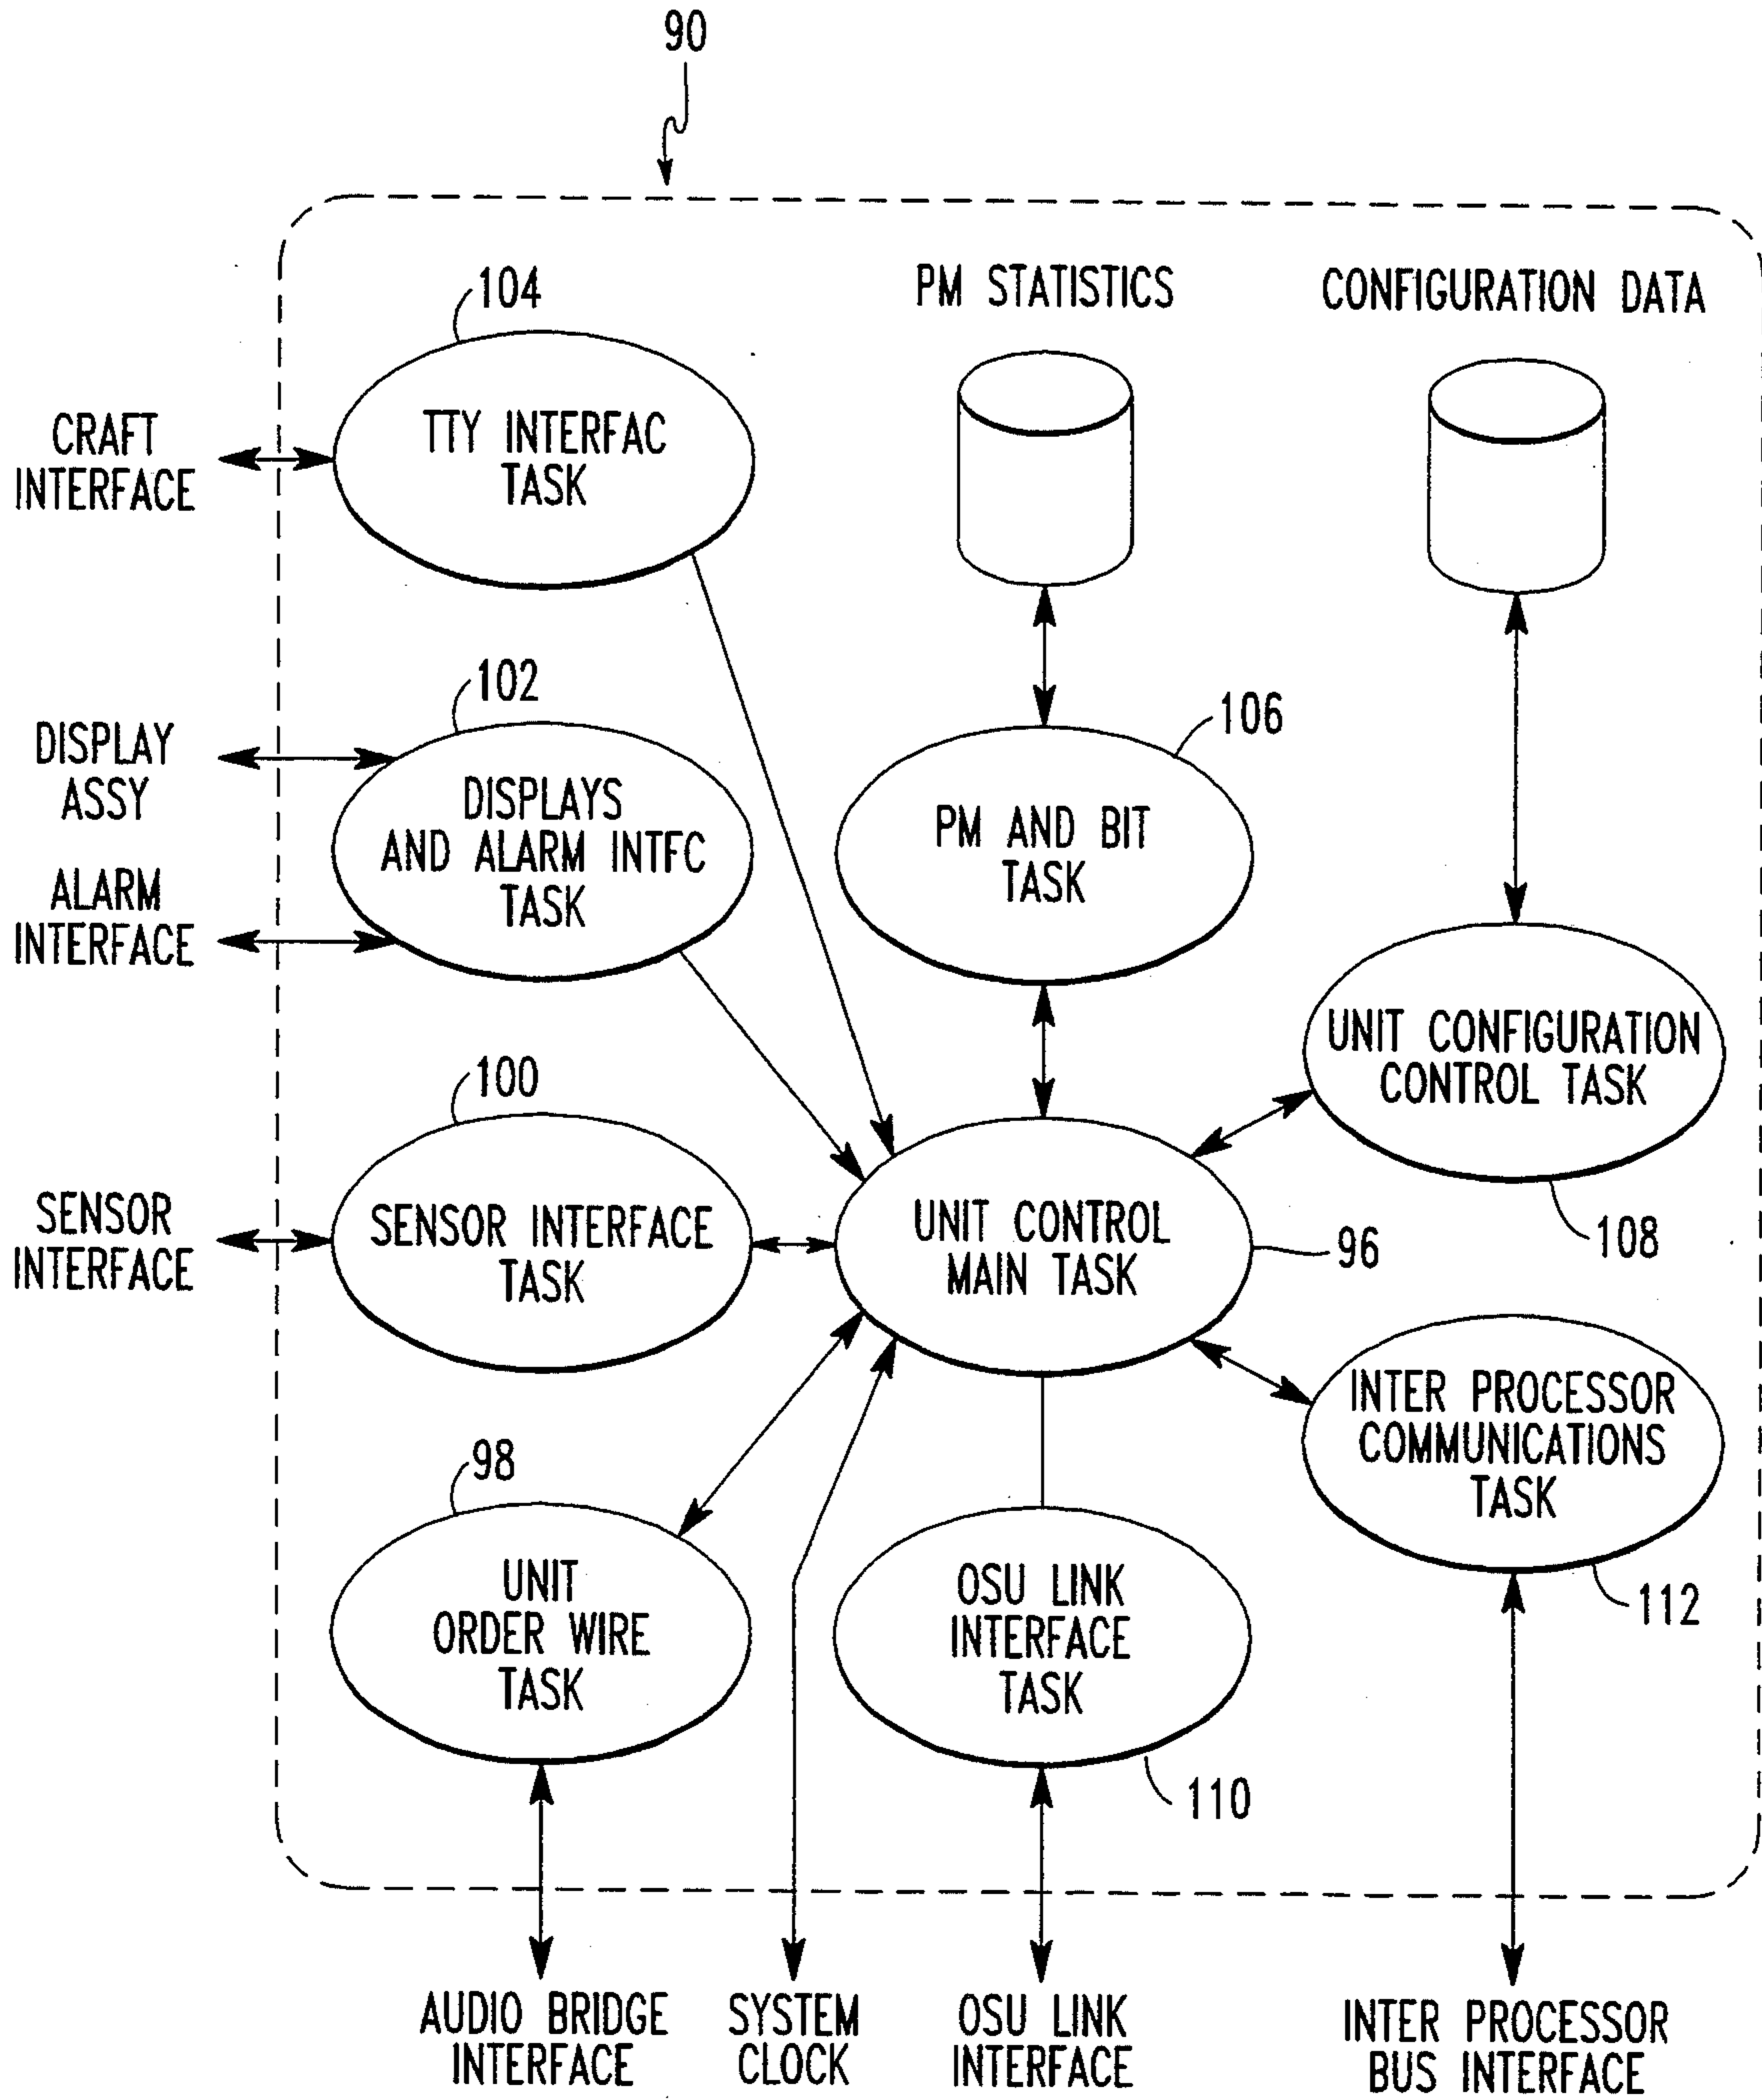 90
104
PM STATISTICS
CONFIGURATION DATA
CRAFT
INTERFACE
TTY INTERFAC
TASK
102
106
DISPLAY
ASSY
DISPLAYS
AND ALARM INTFC
TASK
PM AND BIT
TASK
ALARM
INTERFACE
UNIT CONFIGURATION
CONTROL TASK
100
108
SENSOR
INTERFACE
SENSOR INTERFACE
TASK
UNIT CONTROL
MAIN TASK
96
INTER PROCESSOR
COMMUNICATIONS
TASK
98
112
UNIT
ORDER WIRE
TASK
OSU LINK
INTERFACE
TASK
110
AUDIO BRIDGE
INTERFACE
SYSTEM
CLOCK
OSU LINK
INTERFACE
INTER PROCESSOR
BUS INTERFACE